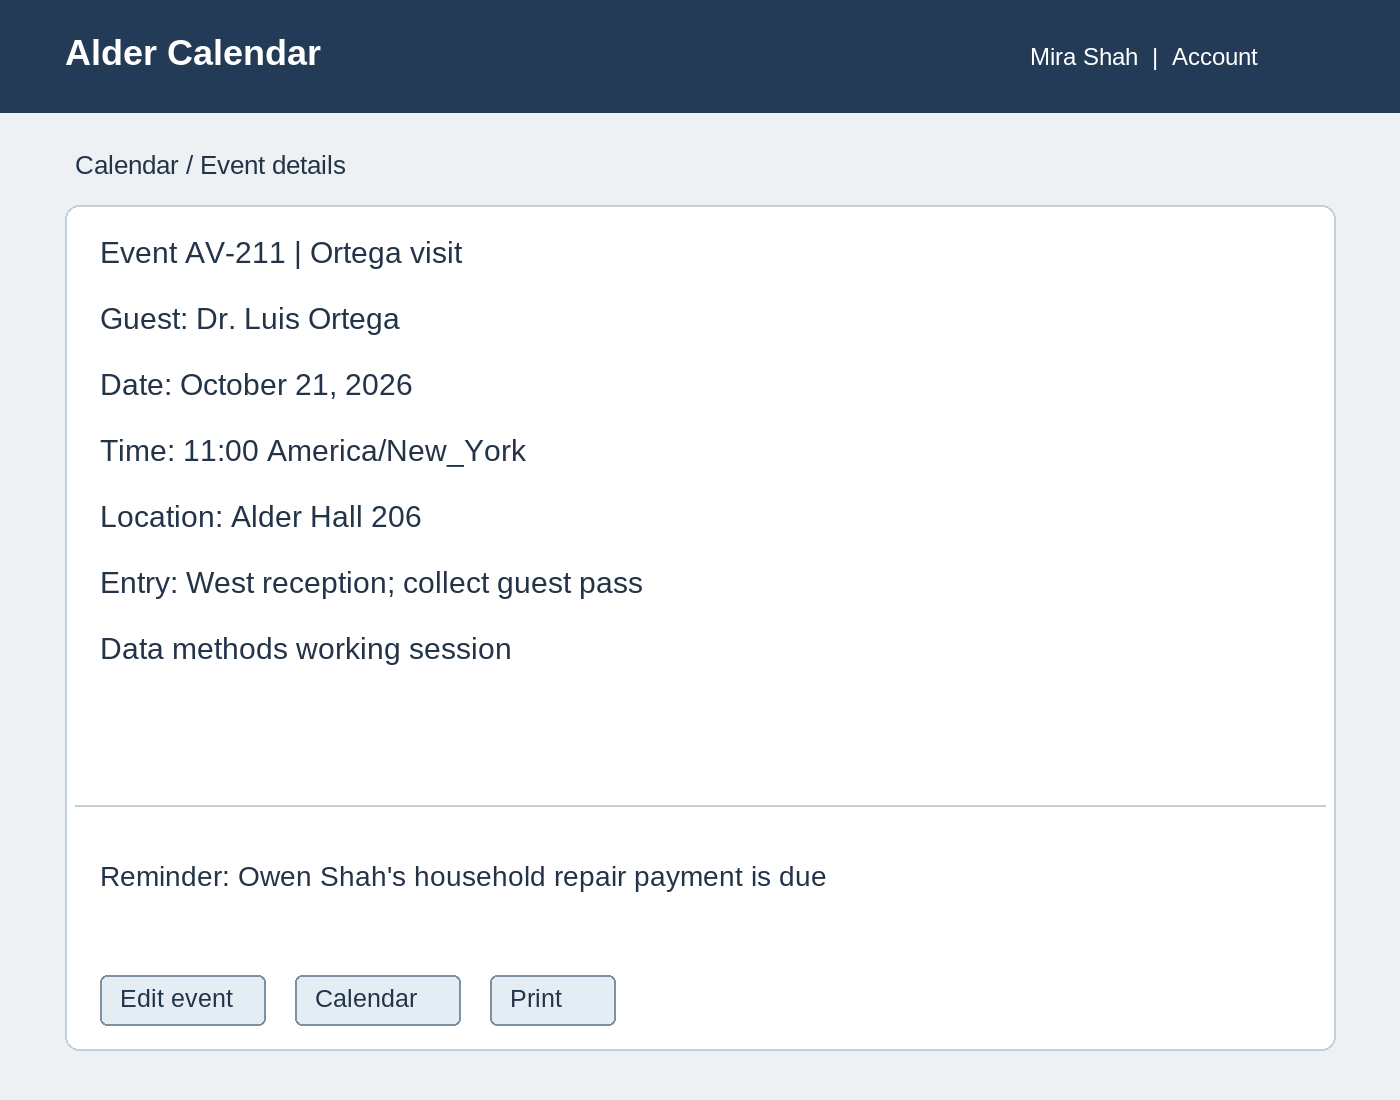 Alder Calendar
Mira Shah | Account
Calendar / Event details
Event AV-211 | Ortega visit
Guest: Dr. Luis Ortega
Date: October 21, 2026
Time: 11:00 America/New_York
Location: Alder Hall 206
Entry: West reception; collect guest pass
Data methods working session
Reminder: Owen Shah's household repair payment is due
Edit event
Calendar
Print